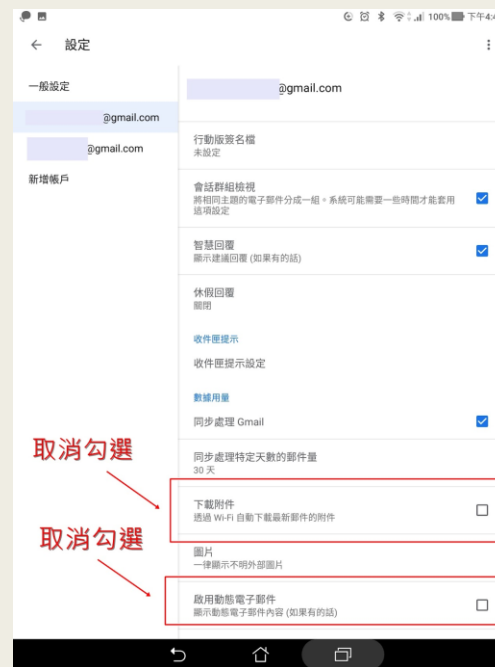 100% 下午4:4
設定
一般設定
@gmail.com
@gmail.com
新增帳戶
@gmail.com
行動版簽名檔
未設定
會話群組檢視
將相同主題的電子郵件分成一組。系統可能需要一些時間才能套用
這項設定
智慧回覆
顯示建議回覆 (如果有的話)
休假回覆
關閉
收件匣提示
收件匣提示設定
數據用量
同步處理 Gmail
同步處理特定天數的郵件量
30 天
取消勾選
下載附件
透過 Wi-Fi 自動下載最新郵件的附件
取消勾選
圖片
一律顯示不明外部圖片
啟用動態電子郵件
顯示動態電子郵件內容 (如果有的話)